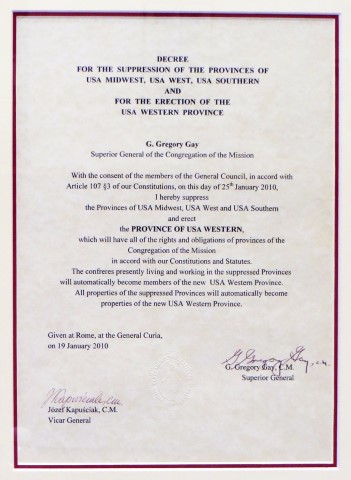 DECREE
FOR THE SUPPRESSION OF THE PROVINCES OF
USA MIDWEST, USA WEST, USA SOUTHERN
AND
FOR THE ERECTION OF THE
USA WESTERN PROVINCE
G. Gregory Gay
Superior General of the Congregation of the Mission
With the consent of the members of the General Council, in accord with
Article 107 §3 of our Constitutions, on this day of 25th January 2010,
I hereby suppress
the Provinces of USA Midwest, USA West and USA Southern
and erect
the PROVINCE OF USA WESTERN,
which will have all of the rights and obligations of provinces of the
Congregation of the Mission
in accord with our Constitutions and Statutes.
The confreres presently living and working in the suppressed Provinces
will automatically become members of the new USA Western Province.
All properties of the suppressed Provinces will automatically become
properties of the new USA Western Province.
Given at Rome, at the General Curia,
on 19 January 2010
G. Gregory Gay, c.m.
G. Gregory Gay, C.M.
Superior General
Józef Kapuściak, C.M.
Vicar General